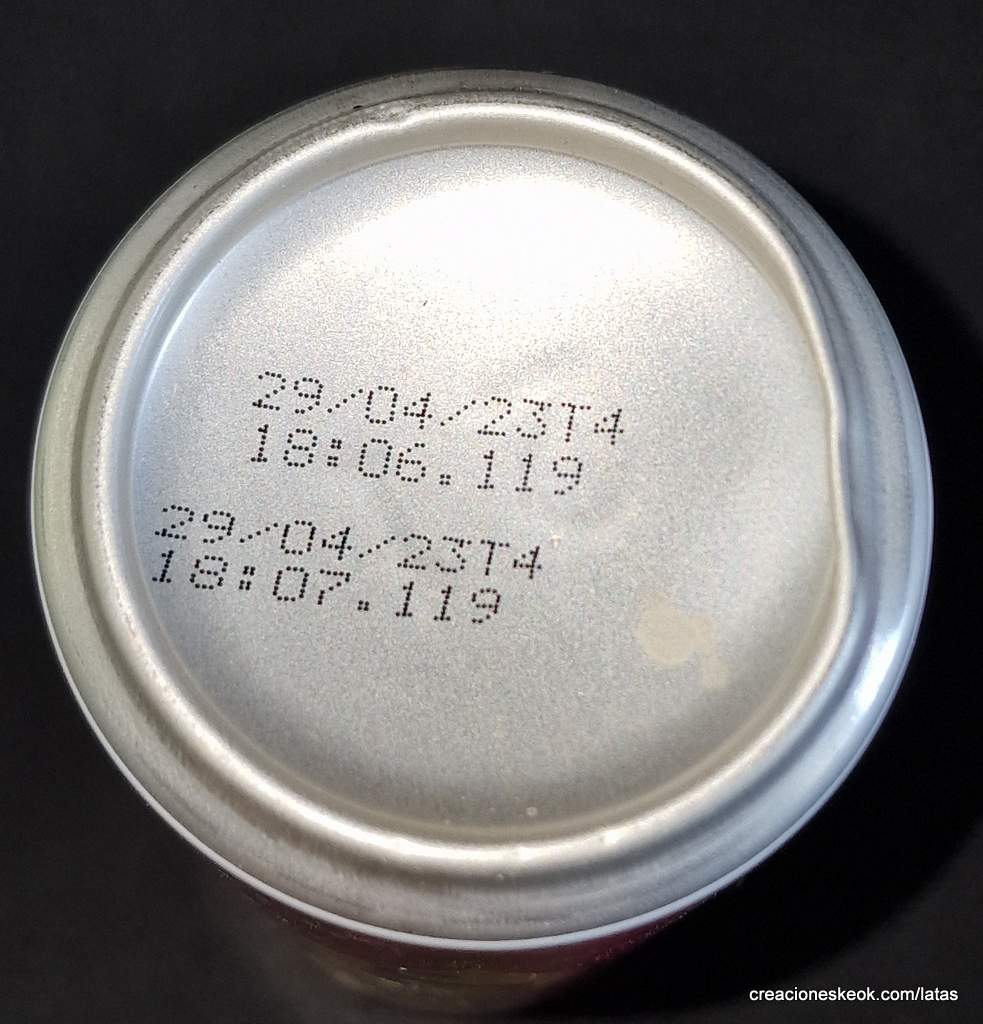 29/04/23T4
18:06.119
29/04/23T4
18:07.119
creacioneskeok.com/latas